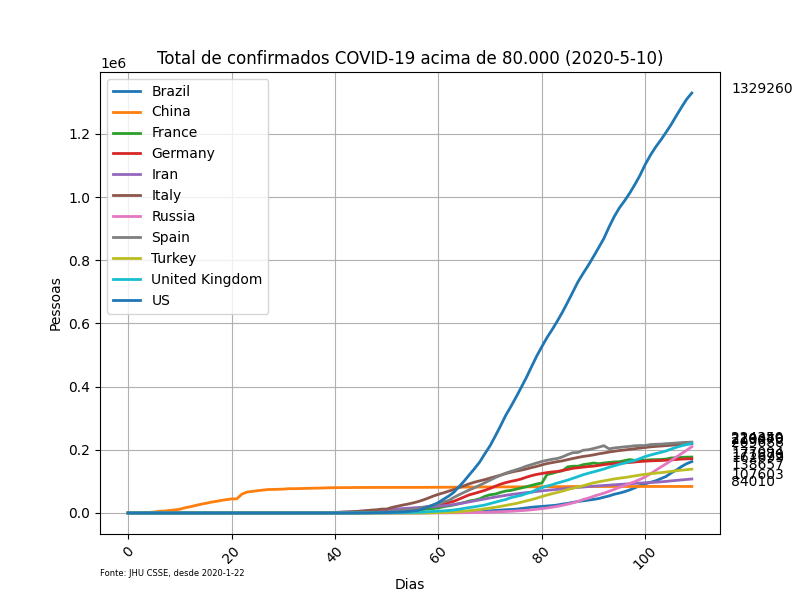 Total de confirmados COVID-19 acima de 80.000 (2020-5-10)
1e6
Brazil
China
France
Germany
Iran
Italy
Russia
Spain
Turkey
United Kingdom
US
1.2
1.0
0.8
0.6
0.4
0.2
0.0
Pessoas
1329260
138657
107603
84010
0
20
40
60
80
100
Dias
Fonte: JHU CSSE, desde 2020-1-22